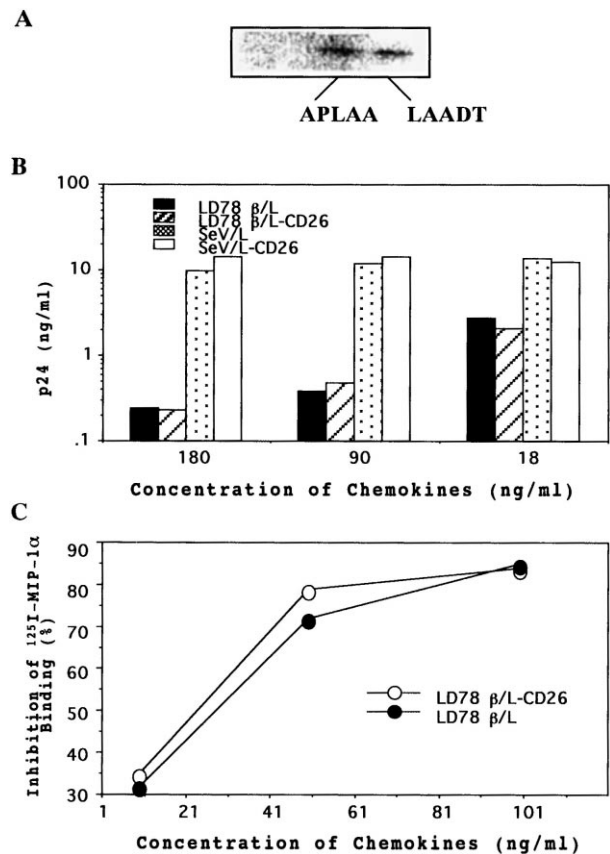 A
APLAA LAADT
B
100
10
1
.1
p24 (ng/ml)
LD78 β/L
LD78 β/L-CD26
SeV/L
SeV/L-CD26
180 90 18
Concentration of Chemokines (ng/ml)
C
90
80
70
60
50
40
30
Inhibition of ¹²⁵I-MIP-1α
Binding (%)
LD78 β/L-CD26
LD78 β/L
1 21 41 61 81 101
Concentration of Chemokines (ng/ml)